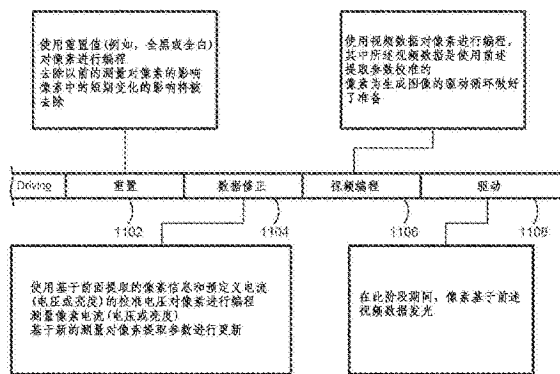 使用重置值(例如，全黑或全白)
对像素进行编程
去除以前的测量对像素的影响
像素中的短期变化的影响将被
去除
使用视频数据对像素进行编程，
其中所述视频数据是使用前述
提取参数校准的
像素为生成图像的驱动循环做好
了准备
Driving 重置 数据修正 视频编程 驱动
1102 1104 1106 1108
使用基于前面提取的像素信息和预定义电流
(电压或亮度)的校准电压对像素进行编程
测量像素电流(电压或亮度)
基于新的测量对像素提取参数进行更新
在此阶段期间，像素基于前述
视频数据发光